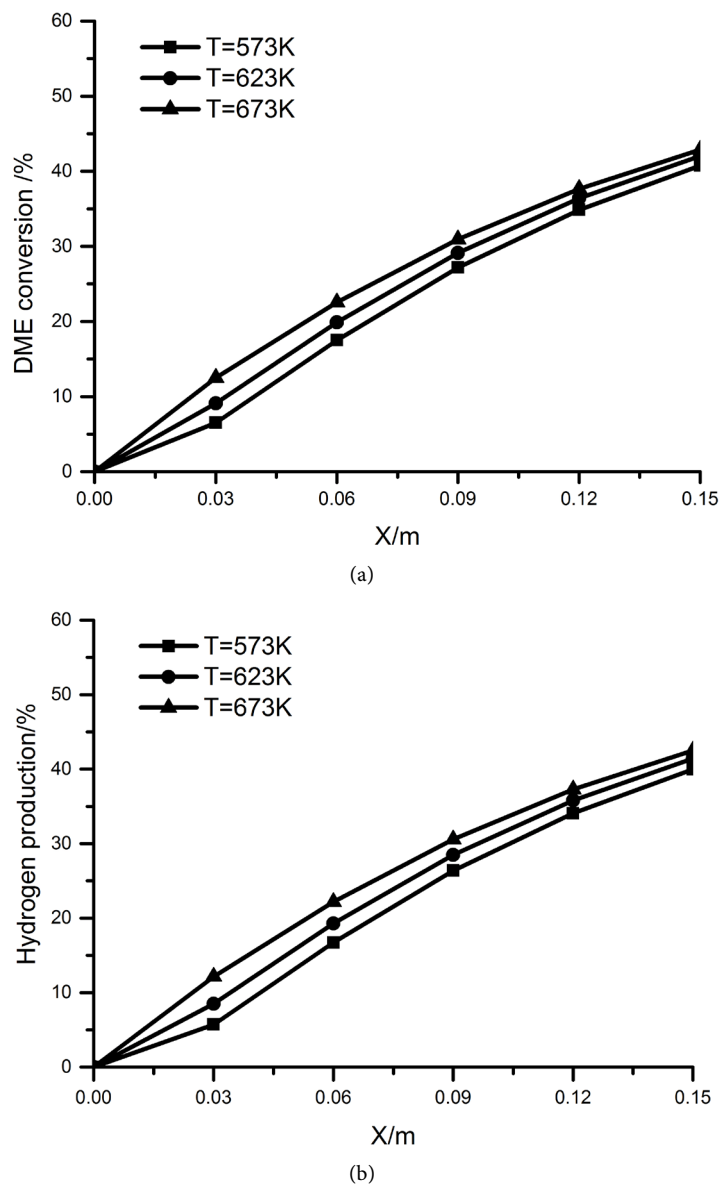 60
50
40
30
20
10
0
DME conversion /%
T=573K
T=623K
T=673K
0.00 0.03 0.06 0.09 0.12 0.15
X/m
(a)
60
50
40
30
20
10
0
Hydrogen production/%
T=573K
T=623K
T=673K
0.00 0.03 0.06 0.09 0.12 0.15
X/m
(b)